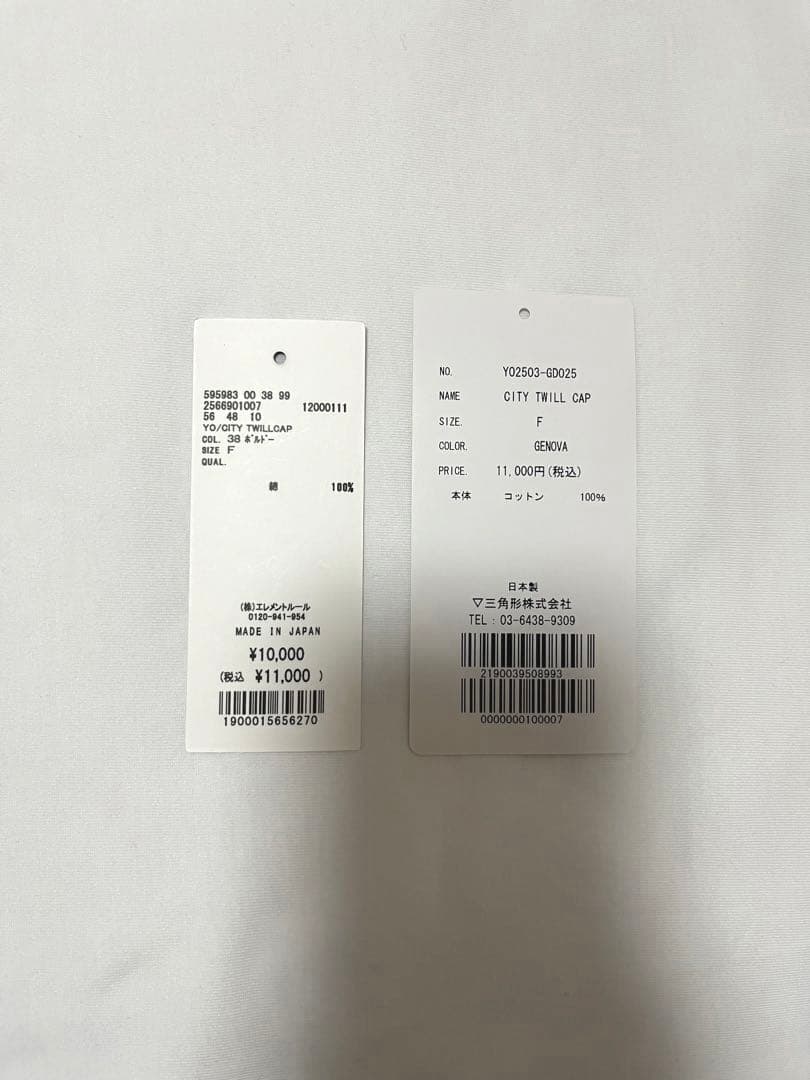 595983 00 38 99
2566901007 12000111
56 48 10
YO/CITY TWILLCAP
COL. 38 ボルドー
SIZE F
QUAL.
綿 100%
(株)エレメントルール
0120-941-954
MADE IN JAPAN
¥10,000
(税込 ¥11,000 )
1900015656270
NO. YO2503-GD025
NAME CITY TWILL CAP
SIZE. F
COLOR. GENOVA
PRICE. 11,000円(税込)
本体 コットン 100%
日本製
▽三角形株式会社
TEL : 03-6438-9309
2190039508993
0000000100007